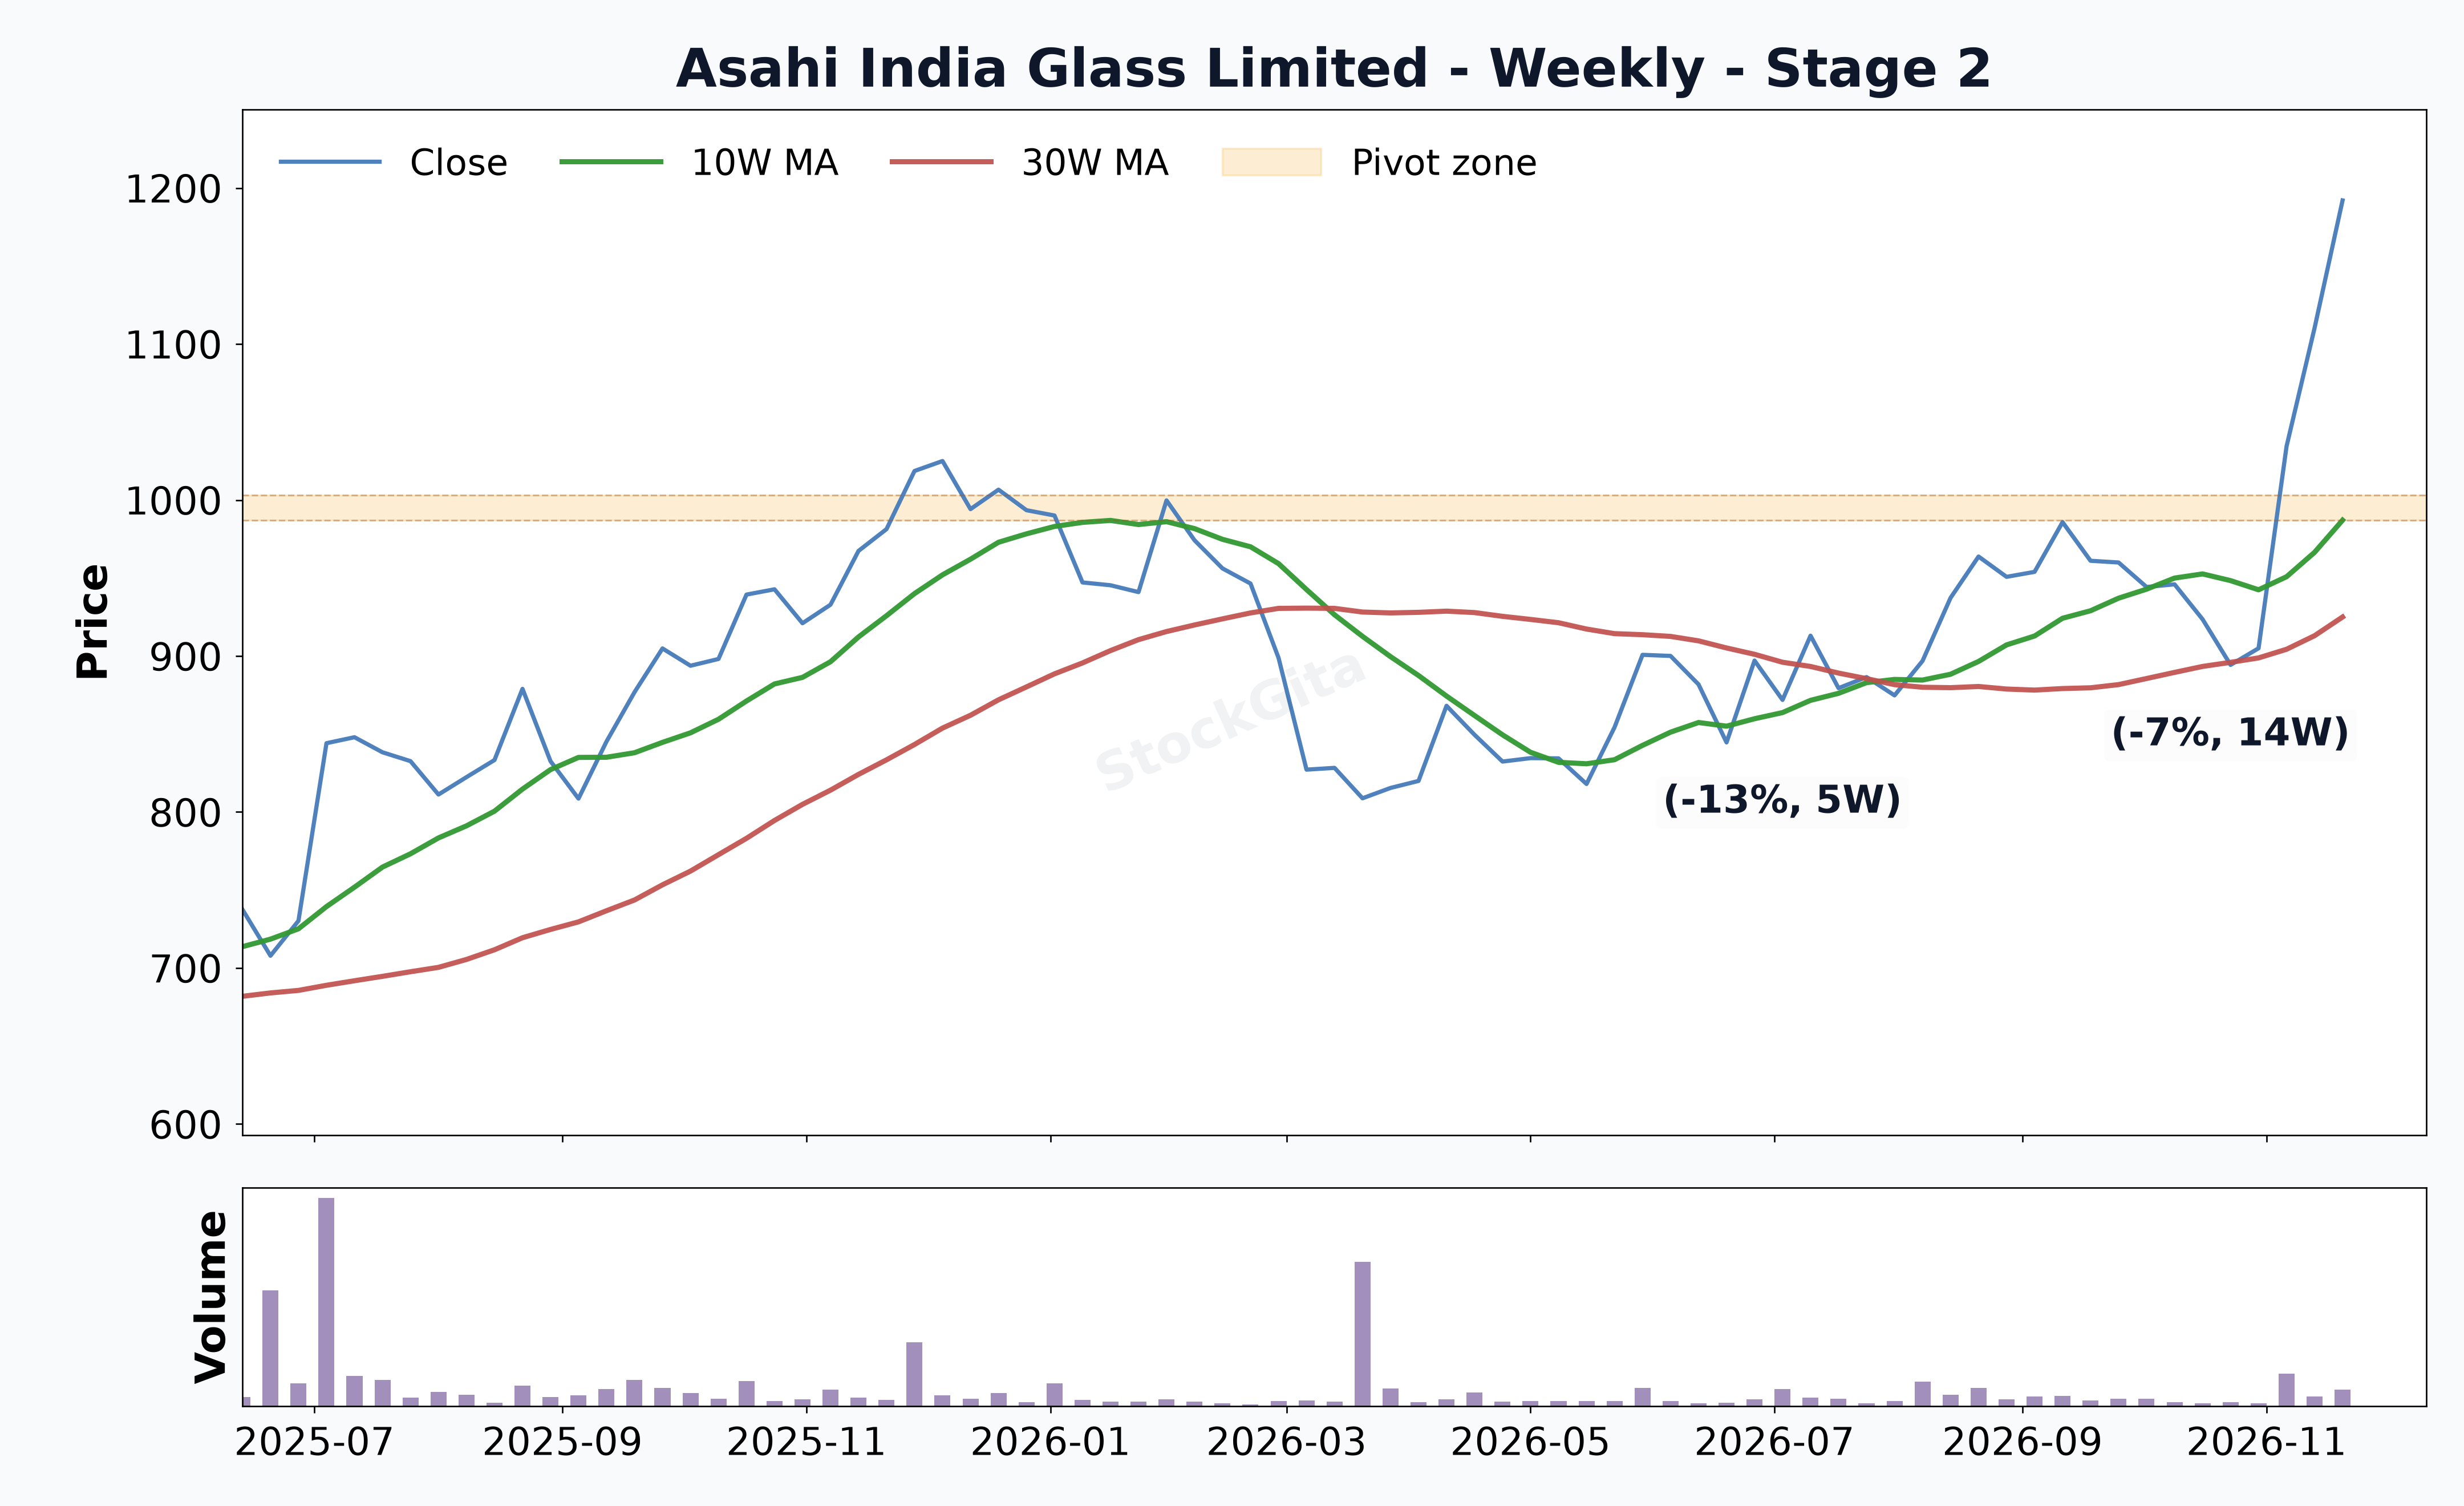 Asahi India Glass Limited - Weekly - Stage 2
Close 10W MA 30W MA Pivot zone
Price
1200
1100
1000
900
800
700
600
StockGita
(-7%, 14W)
(-13%, 5W)
Volume
2025-07 2025-09 2025-11 2026-01 2026-03 2026-05 2026-07 2026-09 2026-11